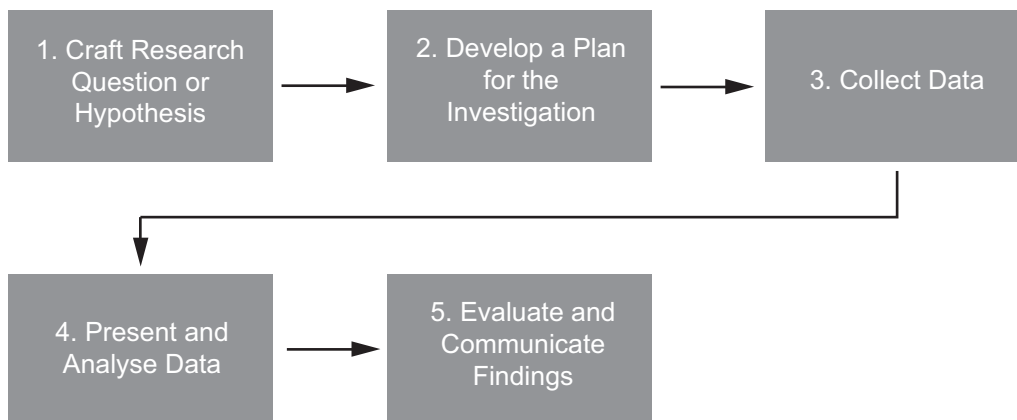 1. Craft Research
Question or
Hypothesis
2. Develop a Plan
for the
Investigation
3. Collect Data
4. Present and
Analyse Data
5. Evaluate and
Communicate
Findings